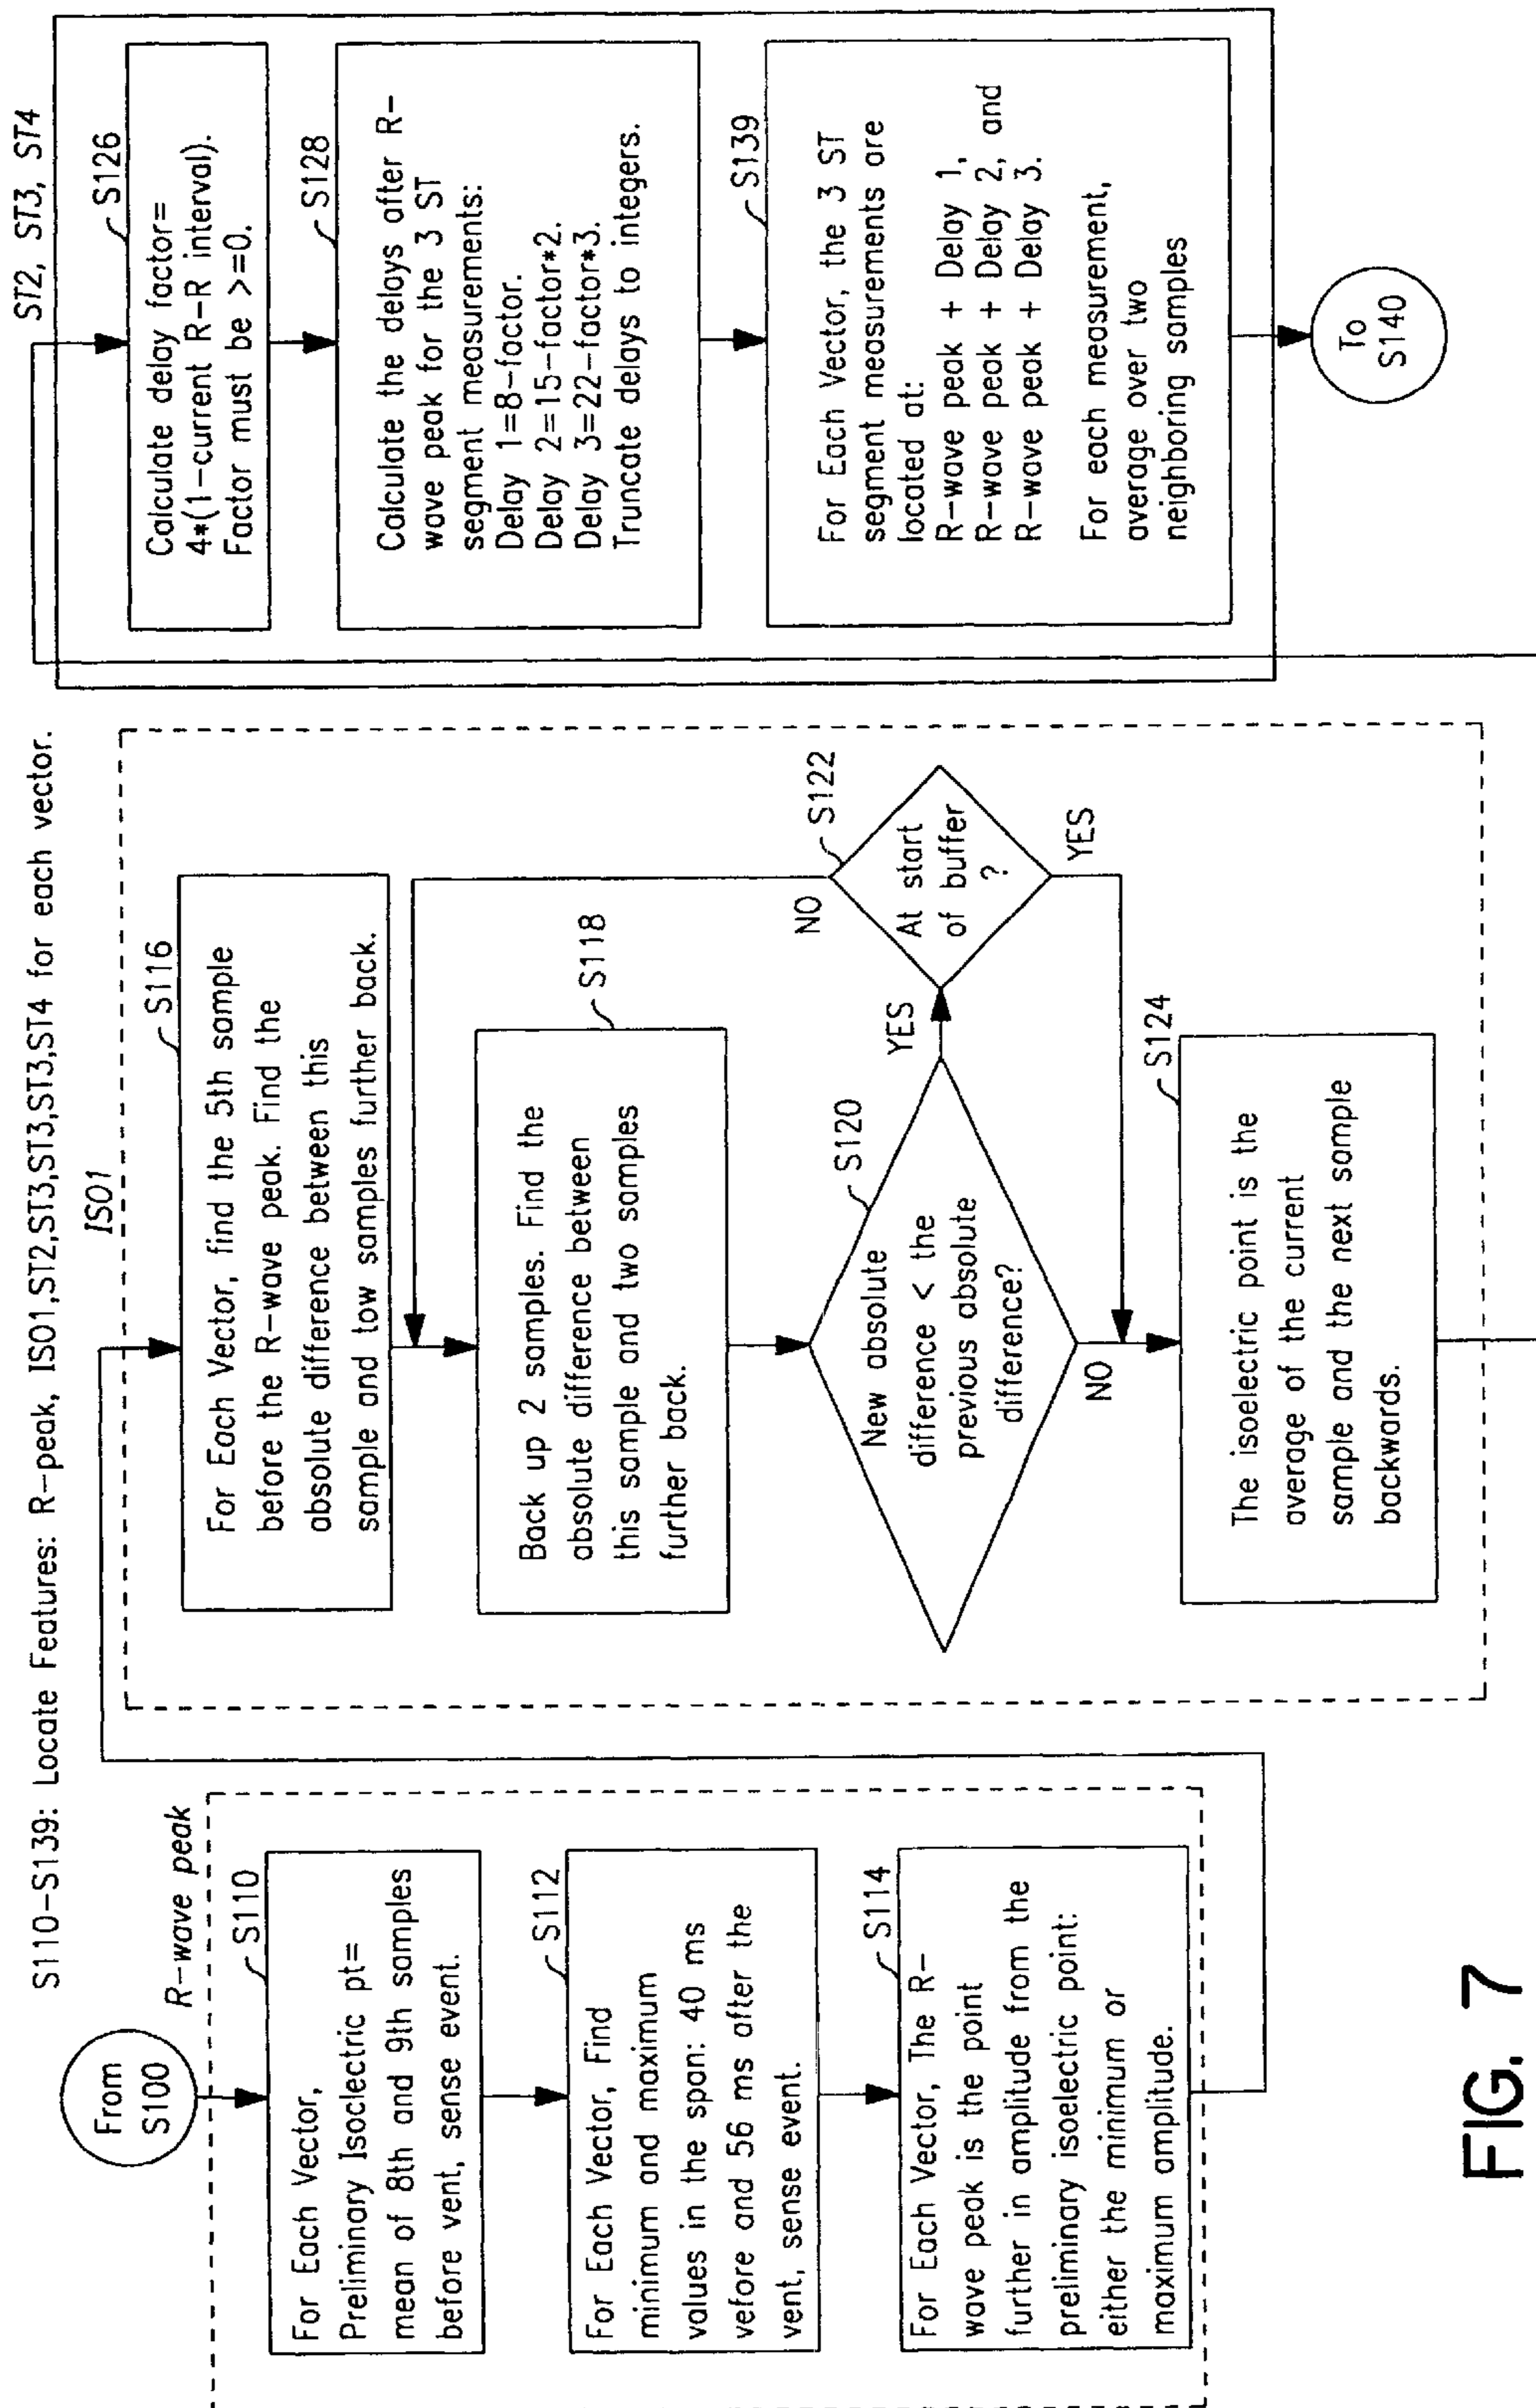 S110-S139: Locate Features: R-peak, ISO1,ST2,ST3,ST3,ST4 for each vector.
From
S100
R-wave peak
S110
For Each Vector,
Preliminary Isoclectric pt=
mean of 8th and 9th samples
before vent, sense event.
S112
For Each Vector, Find
minimum and maximum
values in the span: 40 ms
vefore and 56 ms after the
vent, sense event.
S114
For Each Vector, The R-
wave peak is the point
further in amplitude from the
preliminary isoelectric point:
either the minimum or
maximum amplitude.
ISO1
S116
For Each Vector, find the 5th sample
before the R-wave peak. Find the
absolute difference between this
sample and tow samples further back.
S118
Back up 2 samples. Find the
absolute difference between
this sample and two samples
further back.
S120
New absolute
difference < the
previous absolute
difference?
YES
NO
S122
At start
of buffer
?
NO
YES
S124
The isoelectric point is the
average of the current
sample and the next sample
backwards.
ST2, ST3, ST4
S126
Calculate delay factor=
4*(1-current R-R interval).
Factor must be >=0.
S128
Calculate the delays after R-
wave peak for the 3 ST
segment measurements:
Delay 1=8-factor.
Delay 2=15-factor*2.
Delay 3=22-factor*3.
Truncate delays to integers.
S139
For Each Vector, the 3 ST
segment measurements are
located at:
R-wave peak + Delay 1,
R-wave peak + Delay 2, and
R-wave peak + Delay 3.
For each measurement,
average over two
neighboring samples
To
S140
FIG. 7